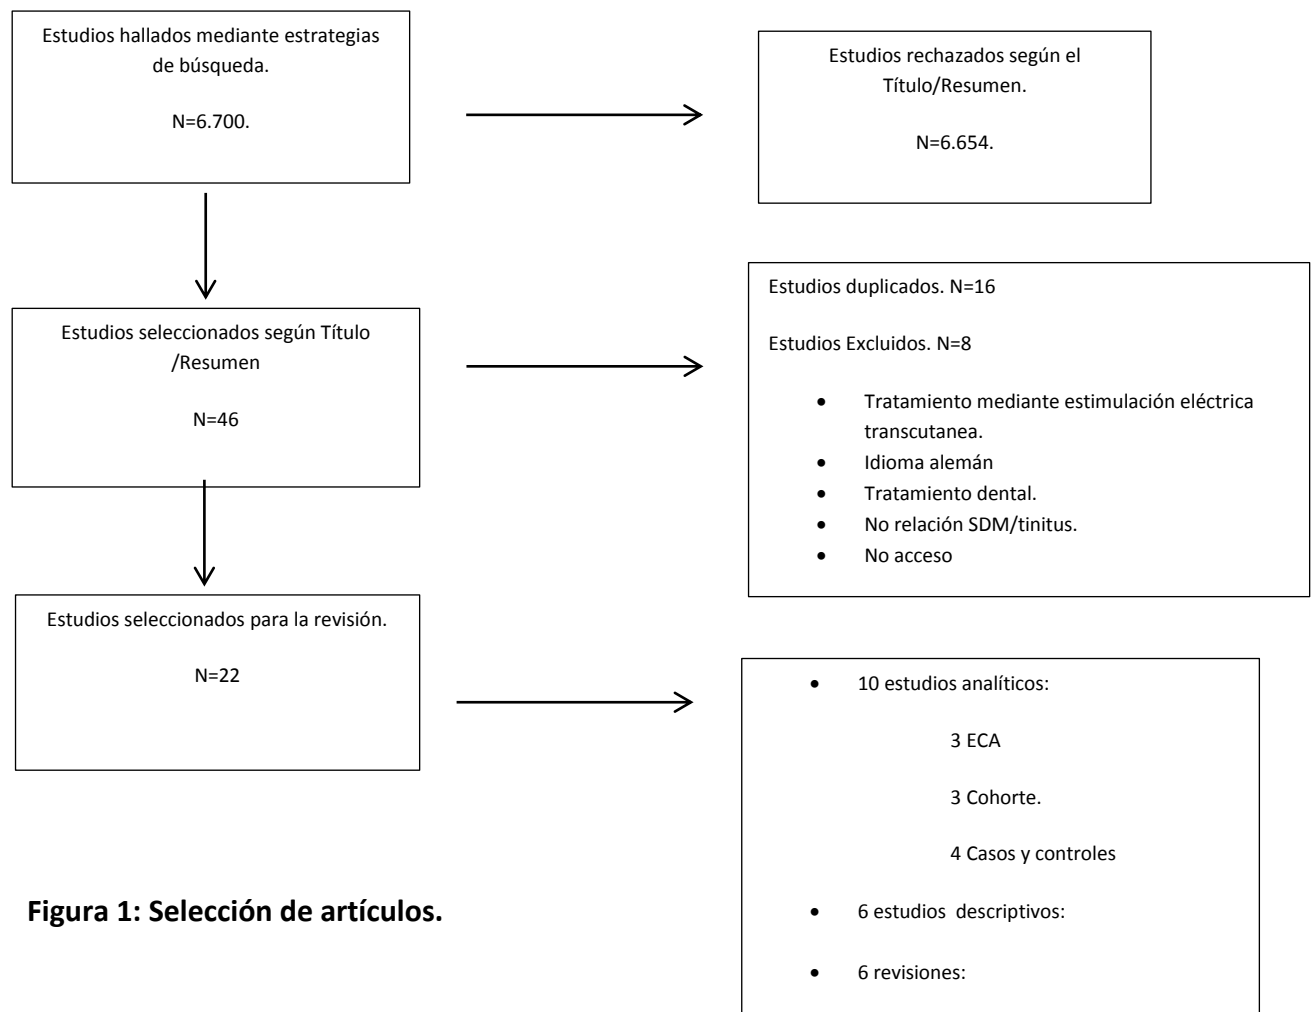 Estudios hallados mediante estrategias
de búsqueda.
N=6.700.
Estudios rechazados según el
Título/Resumen.
N=6.654.
Estudios seleccionados según Título
/Resumen
N=46
Estudios duplicados. N=16
Estudios Excluidos. N=8
• Tratamiento mediante estimulación eléctrica
transcutanea.
• Idioma alemán
• Tratamiento dental.
• No relación SDM/tinitus.
• No acceso
Estudios seleccionados para la revisión.
N=22
• 10 estudios analíticos:
3 ECA
3 Cohorte.
4 Casos y controles
• 6 estudios descriptivos:
• 6 revisiones:
Figura 1: Selección de artículos.